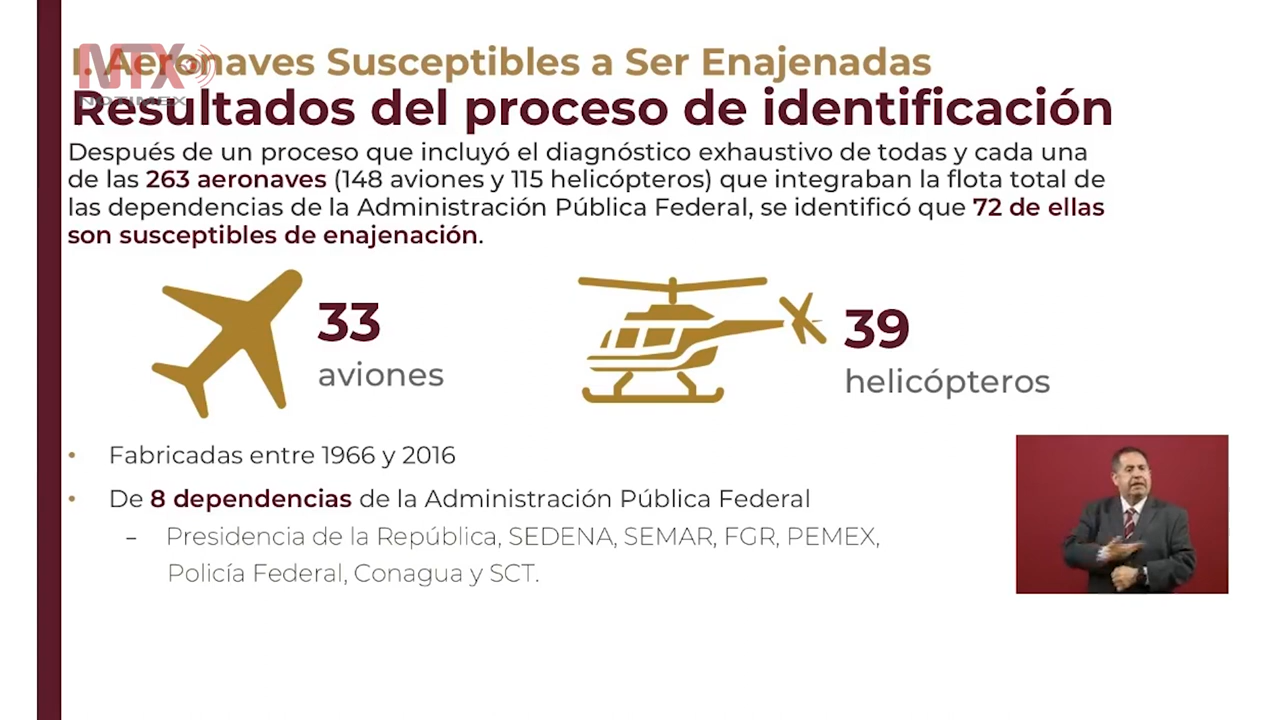 NTX
NOTIMEX
I. Aeronaves Susceptibles a Ser Enajenadas
Resultados del proceso de identificación
Después de un proceso que incluyó el diagnóstico exhaustivo de todas y cada una
de las 263 aeronaves (148 aviones y 115 helicópteros) que integraban la flota total de
las dependencias de la Administración Pública Federal, se identificó que 72 de ellas
son susceptibles de enajenación.
33
aviones
39
helicópteros
• Fabricadas entre 1966 y 2016
• De 8 dependencias de la Administración Pública Federal
– Presidencia de la República, SEDENA, SEMAR, FGR, PEMEX,
Policía Federal, Conagua y SCT.